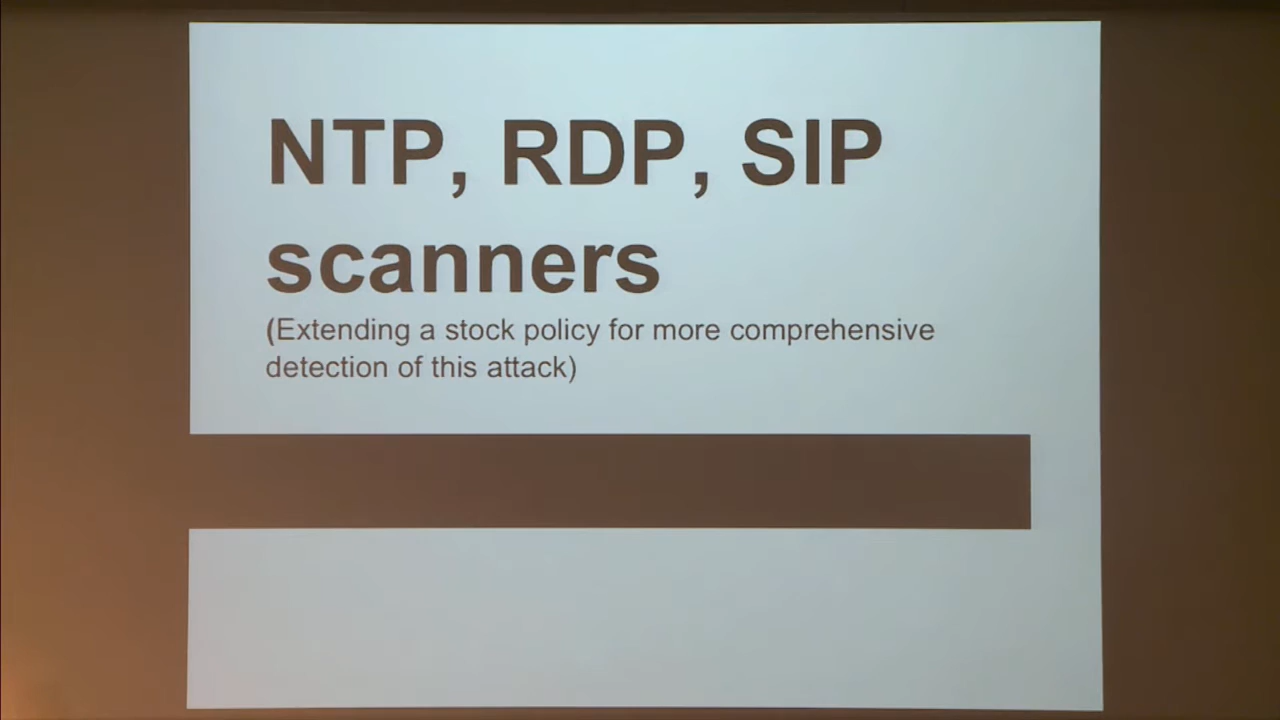 NTP, RDP, SIP
scanners
(Extending a stock policy for more comprehensive
detection of this attack)